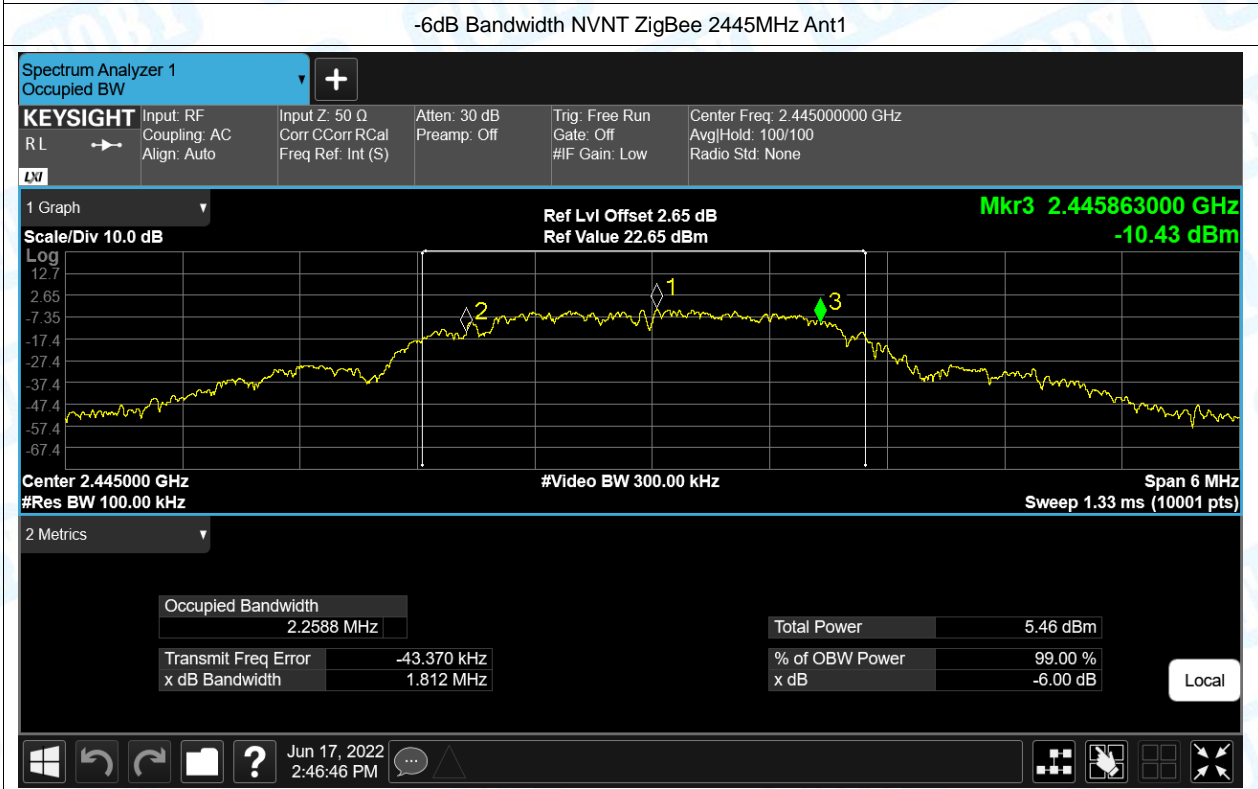 -6dB Bandwidth NVNT ZigBee 2445MHz Ant1
Spectrum Analyzer 1
Occupied BW
KEYSIGHT
RL
LXI
Input: RF
Coupling: AC
Align: Auto
Input Z: 50 Ω
Corr CCorr RCal
Freq Ref: Int (S)
Atten: 30 dB
Preamp: Off
Trig: Free Run
Gate: Off
#IF Gain: Low
Center Freq: 2.445000000 GHz
Avg|Hold: 100/100
Radio Std: None
1 Graph
Scale/Div 10.0 dB
Ref Lvl Offset 2.65 dB
Ref Value 22.65 dBm
Mkr3 2.445863000 GHz
-10.43 dBm
Log
12.7
2.65
-7.35
-17.4
-27.4
-37.4
-47.4
-57.4
-67.4
1
2
3
Center 2.445000 GHz
#Res BW 100.00 kHz
#Video BW 300.00 kHz
Span 6 MHz
Sweep 1.33 ms (10001 pts)
2 Metrics
Occupied Bandwidth
2.2588 MHz
Transmit Freq Error -43.370 kHz
x dB Bandwidth 1.812 MHz
Total Power 5.46 dBm
% of OBW Power 99.00 %
x dB -6.00 dB
Local
Jun 17, 2022
2:46:46 PM